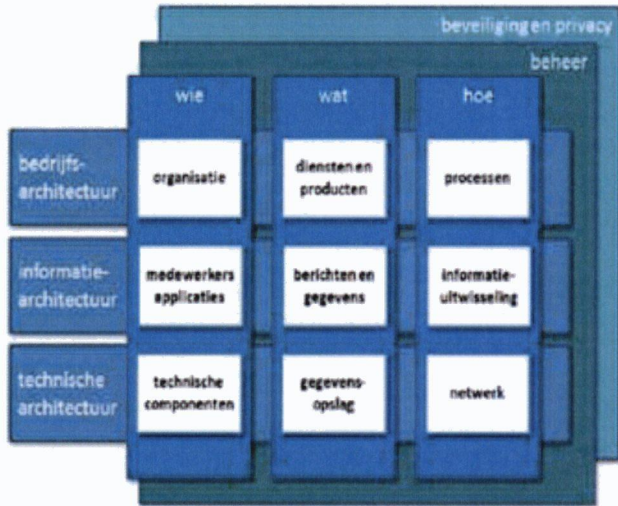 beveiliging en privacy
beheer
wie wat hoe
bedrijfs-
architectuur
organisatie
diensten en
producten
processen
informatie-
architectuur
medewerkers
applicaties
berichten en
gegevens
informatie-
uitwisseling
technische
architectuur
technische
componenten
gegevens-
opslag
netwerk